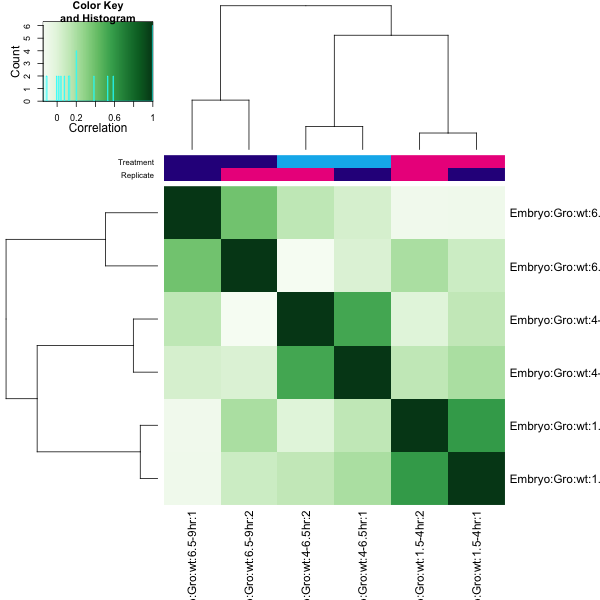 Color Key
and Histogram
Count
0 1 2 3 4 5 6
0 0.2 0.6 1
Correlation
Treatment
Replicate
Embryo:Gro:wt:6.
Embryo:Gro:wt:6.
Embryo:Gro:wt:4-
Embryo:Gro:wt:4-
Embryo:Gro:wt:1.
Embryo:Gro:wt:1.
o:Gro:wt:6.5-9hr:1
o:Gro:wt:6.5-9hr:2
o:Gro:wt:4-6.5hr:2
o:Gro:wt:4-6.5hr:1
o:Gro:wt:1.5-4hr:2
o:Gro:wt:1.5-4hr:1